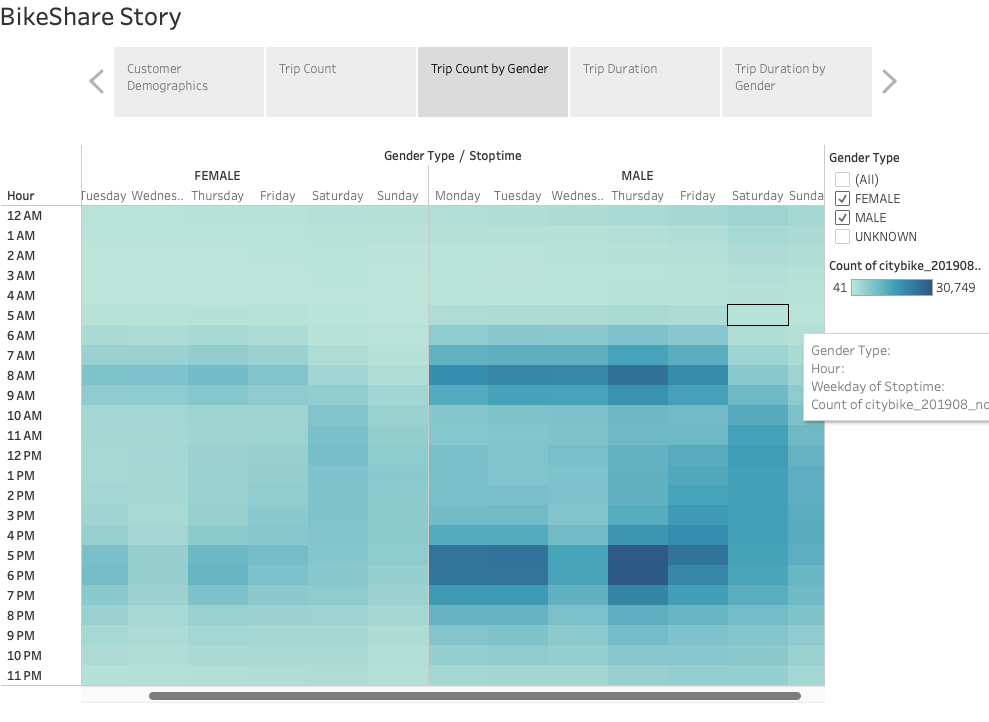 BikeShare Story
Customer Demographics
Trip Count
Trip Count by Gender
Trip Duration
Trip Duration by Gender
Gender Type / Stoptime
FEMALE
MALE
Hour
Tuesday Wednes.. Thursday Friday Saturday Sunday Monday Tuesday Wednes.. Thursday Friday Saturday Sunda
12 AM
1 AM
2 AM
3 AM
4 AM
5 AM
6 AM
7 AM
8 AM
9 AM
10 AM
11 AM
12 PM
1 PM
2 PM
3 PM
4 PM
5 PM
6 PM
7 PM
8 PM
9 PM
10 PM
11 PM
Gender Type
(All)
FEMALE
MALE
UNKNOWN
Count of citybike_201908..
41 30,749
Gender Type:
Hour:
Weekday of Stoptime:
Count of citybike_201908_no